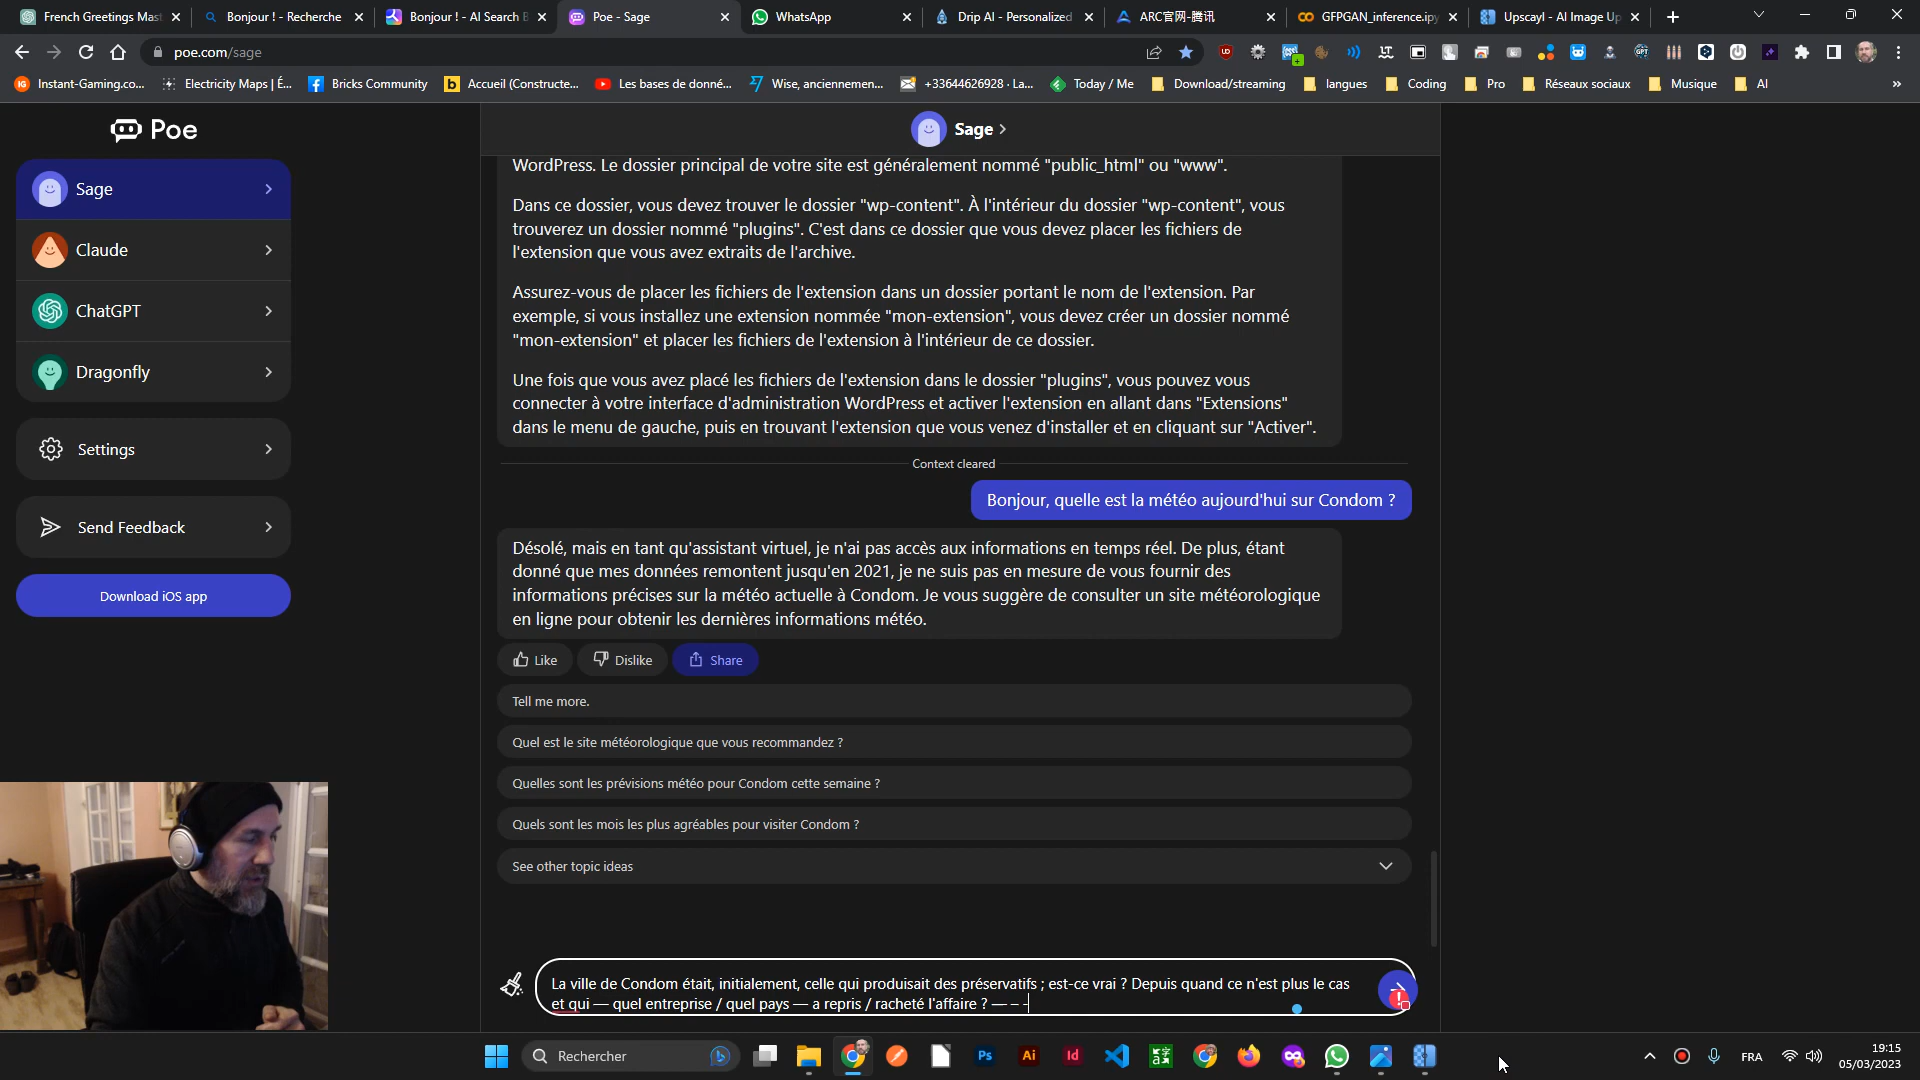 French Greetings Mast
Bonjour ! - Recherche
Bonjour ! - AI Search E
Poe - Sage
WhatsApp
Drip AI - Personalized
ARC官网-腾讯
GFPGAN_inference.ipy
Upscayl - AI Image Up
poe.com/sage
Instant-Gaming.co...
Electricity Maps | É...
Bricks Community
Accueil (Constructe...
Les bases de donné...
Wise, anciennemen...
+33644626928 · La...
Today / Me
Download/streaming
langues
Coding
Pro
Réseaux sociaux
Musique
AI
»
Poe
Sage
Claude
ChatGPT
Dragonfly
Settings
Send Feedback
Download iOS app
Sage
WordPress. Le dossier principal de votre site est généralement nommé "public_html" ou "www".
Dans ce dossier, vous devez trouver le dossier "wp-content". À l'intérieur du dossier "wp-content", vous
trouverez un dossier nommé "plugins". C'est dans ce dossier que vous devez placer les fichiers de
l'extension que vous avez extraits de l'archive.
Assurez-vous de placer les fichiers de l'extension dans un dossier portant le nom de l'extension. Par
exemple, si vous installez une extension nommée "mon-extension", vous devez créer un dossier nommé
"mon-extension" et placer les fichiers de l'extension à l'intérieur de ce dossier.
Une fois que vous avez placé les fichiers de l'extension dans le dossier "plugins", vous pouvez vous
connecter à votre interface d'administration WordPress et activer l'extension en allant dans "Extensions"
dans le menu de gauche, puis en trouvant l'extension que vous venez d'installer et en cliquant sur "Activer".
Context cleared
Bonjour, quelle est la météo aujourd'hui sur Condom ?
Désolé, mais en tant qu'assistant virtuel, je n'ai pas accès aux informations en temps réel. De plus, étant
donné que mes données remontent jusqu'en 2021, je ne suis pas en mesure de vous fournir des
informations précises sur la météo actuelle à Condom. Je vous suggère de consulter un site météorologique
en ligne pour obtenir les dernières informations météo.
Like
Dislike
Share
Tell me more.
Quel est le site météorologique que vous recommandez ?
Quelles sont les prévisions météo pour Condom cette semaine ?
Quels sont les mois les plus agréables pour visiter Condom ?
See other topic ideas
La ville de Condom était, initialement, celle qui produisait des préservatifs ; est-ce vrai ? Depuis quand ce n'est plus le cas
et qui — quel entreprise / quel pays — a repris / racheté l'affaire ? — – -
Rechercher
Ps
Ai
Id
FRA
19:15
05/03/2023